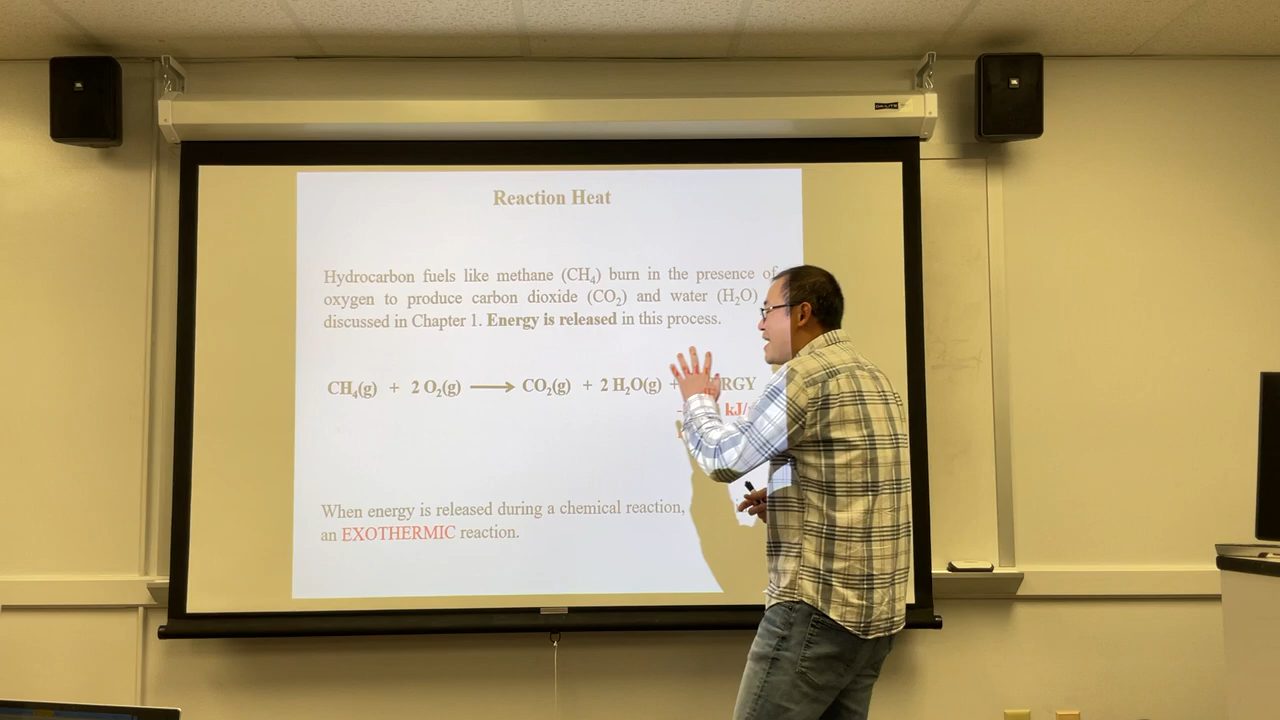 DA-LITE
Reaction Heat
Hydrocarbon fuels like methane (CH₄) burn in the presence of
oxygen to produce carbon dioxide (CO₂) and water (H₂O)
discussed in Chapter 1. Energy is released in this process.
CH₄(g) + 2 O₂(g) ⟶ CO₂(g) + 2 H₂O(g) +
kJ/
When energy is released during a chemical reaction,
an EXOTHERMIC reaction.